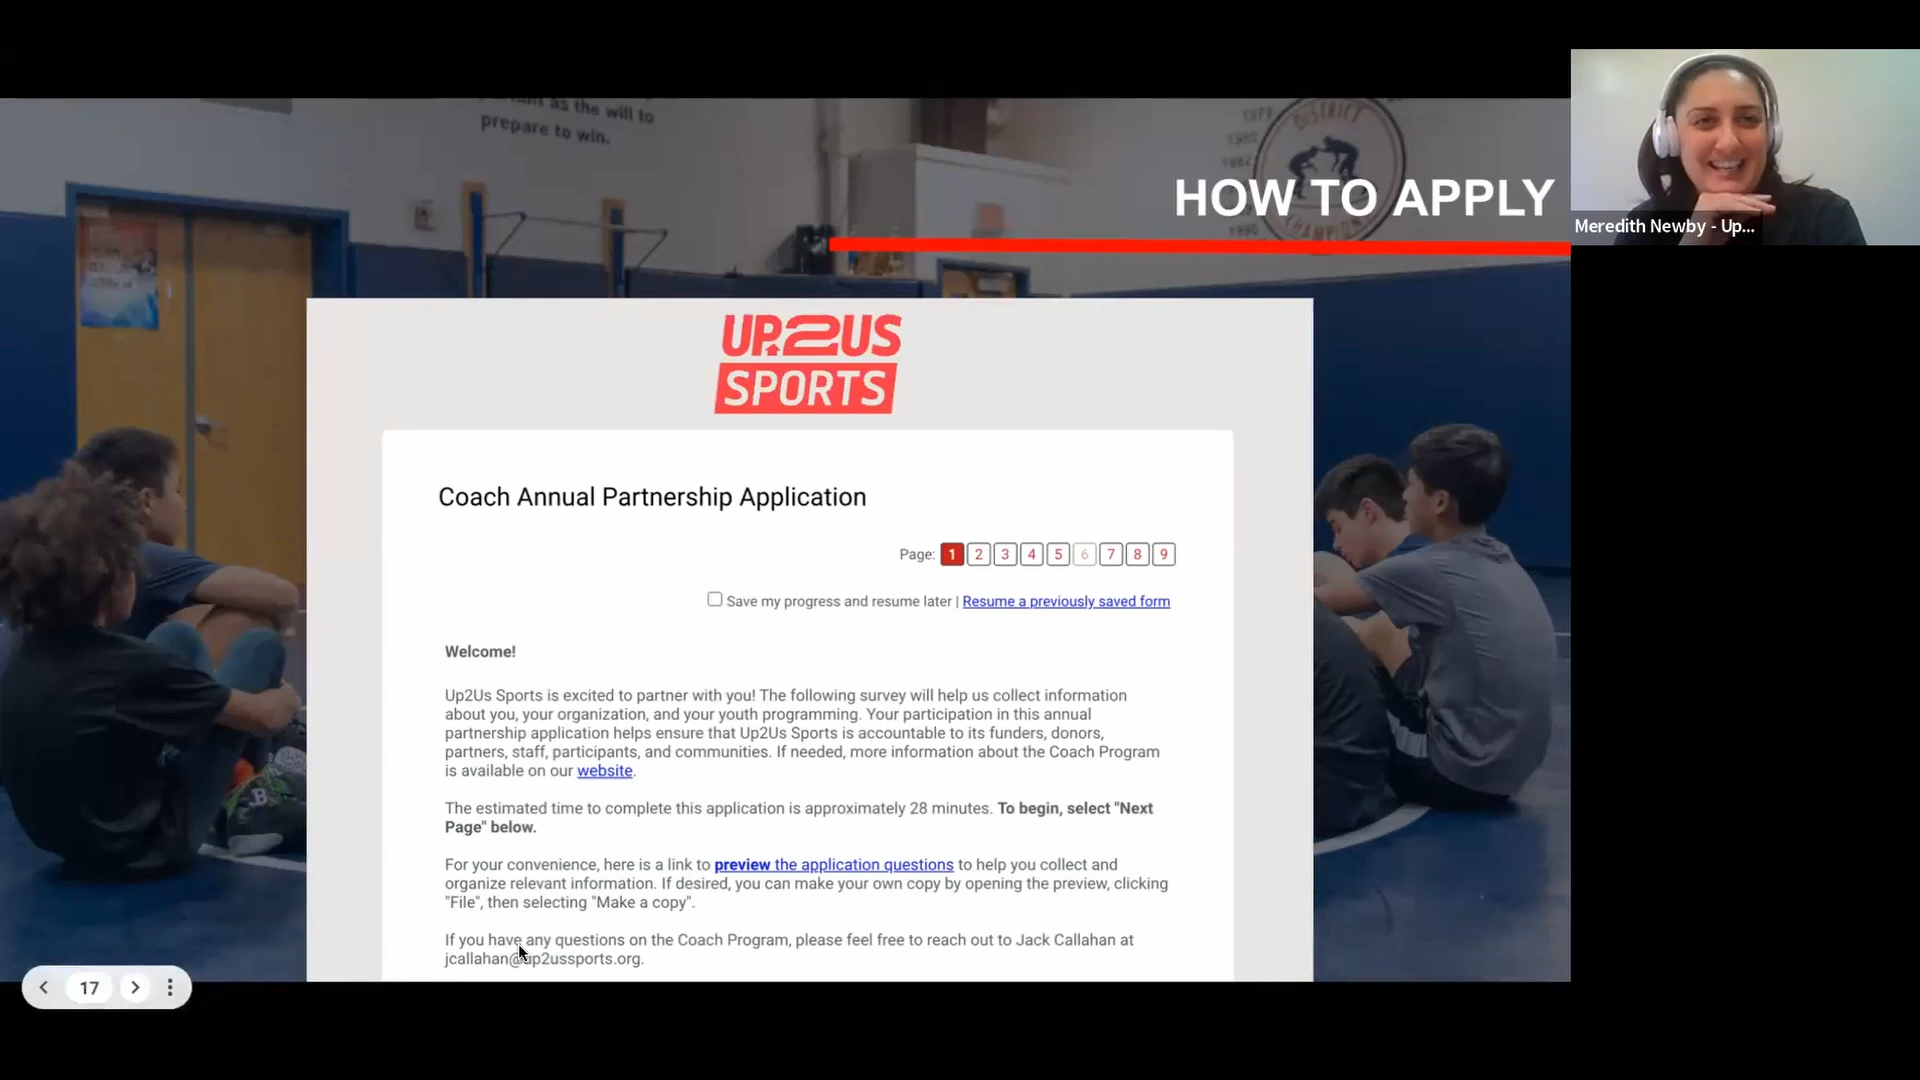 as the will to
prepare to win.
1979
1980
1982
1990
DISTRICT
CHAMPION
HOW TO APPLY
Meredith Newby - Up...
UP2US
SPORTS
Coach Annual Partnership Application
Page: 1 2 3 4 5 6 7 8 9
Save my progress and resume later | Resume a previously saved form
Welcome!
Up2Us Sports is excited to partner with you! The following survey will help us collect information
about you, your organization, and your youth programming. Your participation in this annual
partnership application helps ensure that Up2Us Sports is accountable to its funders, donors,
partners, staff, participants, and communities. If needed, more information about the Coach Program
is available on our website.
The estimated time to complete this application is approximately 28 minutes. To begin, select "Next
Page" below.
For your convenience, here is a link to preview the application questions to help you collect and
organize relevant information. If desired, you can make your own copy by opening the preview, clicking
"File", then selecting "Make a copy".
If you have any questions on the Coach Program, please feel free to reach out to Jack Callahan at
jcallahan@up2ussports.org.
17